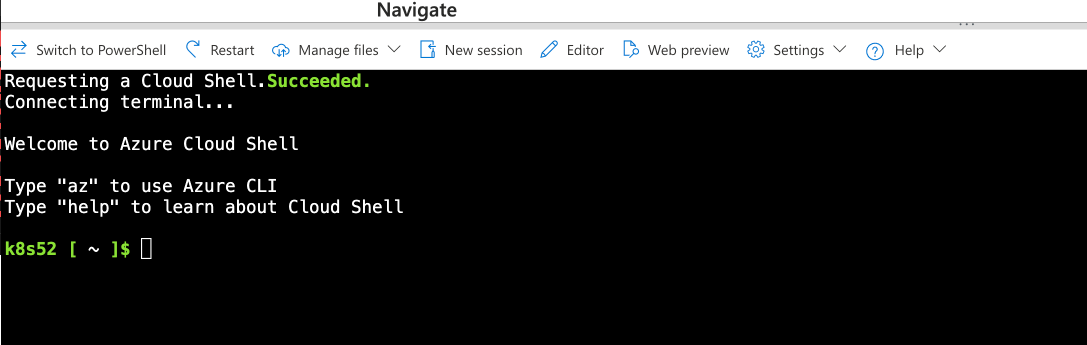 Navigate
Switch to PowerShell Restart Manage files New session Editor Web preview Settings Help
Requesting a Cloud Shell.Succeeded.
Connecting terminal...
Welcome to Azure Cloud Shell
Type "az" to use Azure CLI
Type "help" to learn about Cloud Shell
k8s52 [ ~ ]$